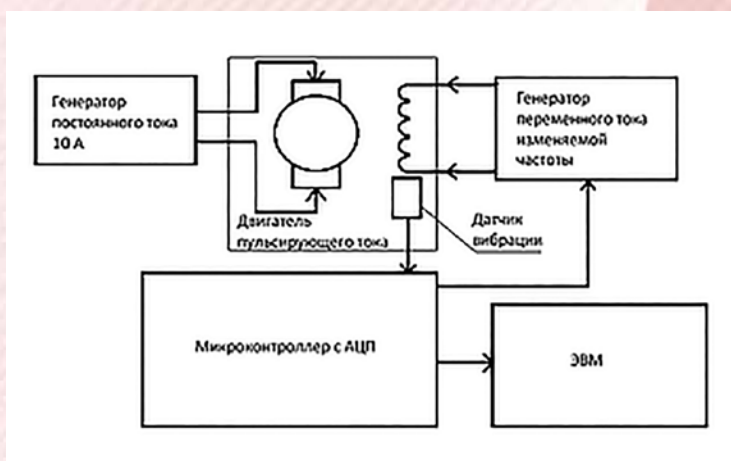 Генератор
постоянного тока
10 А
Генератор
переменного тока
изменяемой
частоты
Двигатель
пульсирующего тока
Датчик
вибрации
Микроконтроллер с АЦП
ЭВМ